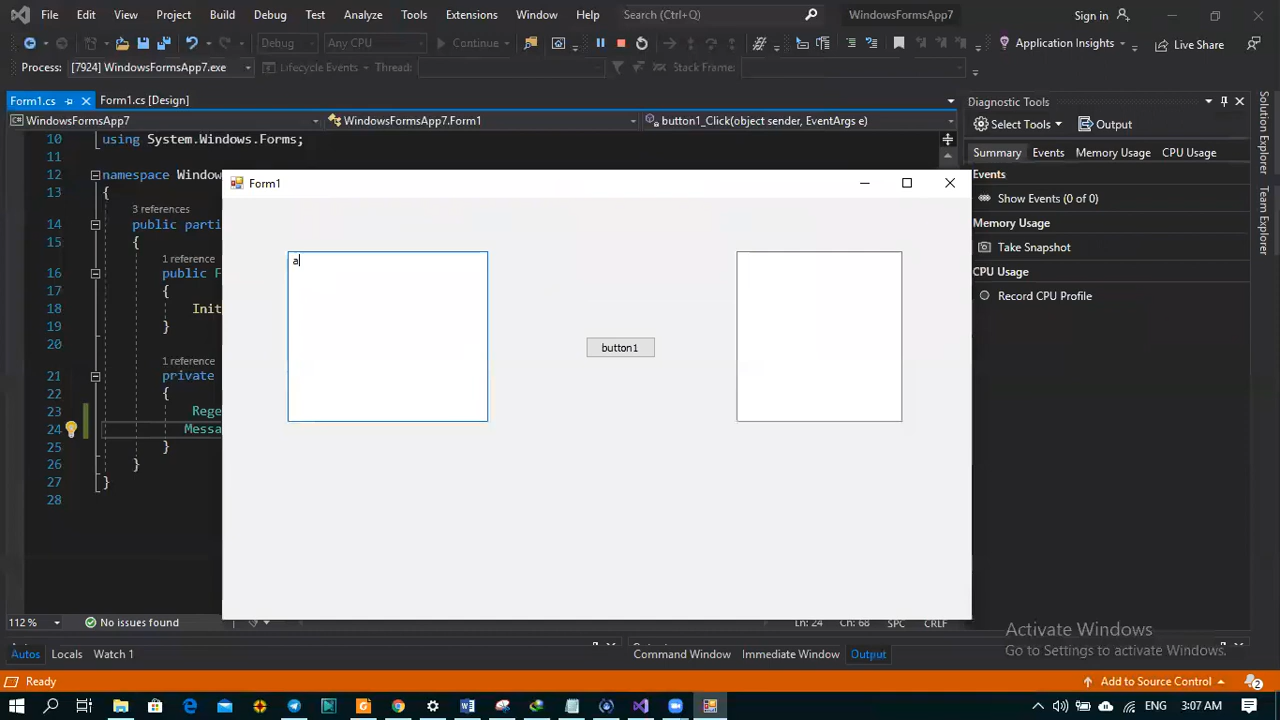 File Edit View Project Build Debug Test Analyze Tools Extensions Window Help Search (Ctrl+Q) WindowsFormsApp7 Sign in
Debug Any CPU Continue Application Insights Live Share
Process: [7924] WindowsFormsApp7.exe Lifecycle Events Thread: Stack Frame:
Form1.cs Form1.cs [Design]
WindowsFormsApp7 WindowsFormsApp7.Form1 button1_Click(object sender, EventArgs e)
10 using System.Windows.Forms;
11
12 namespace Windo
13 {
3 references
14 public parti
15 {
1 reference
16 public F
17 {
18 Init
19 }
20
1 reference
21 private
22 {
23 Rege
24 Messa
25 }
26 }
27 }
28
Form1
a
button1
Diagnostic Tools
Select Tools Output
Summary Events Memory Usage CPU Usage
Events
Show Events (0 of 0)
Memory Usage
Take Snapshot
CPU Usage
Record CPU Profile
Solution Explorer
Team Explorer
112 % No issues found Ln: 24 Ch: 68 SPC CRLF
Autos Locals Watch 1 Command Window Immediate Window Output
Activate Windows
Go to Settings to activate Windows.
Ready Add to Source Control 2
ENG 3:07 AM